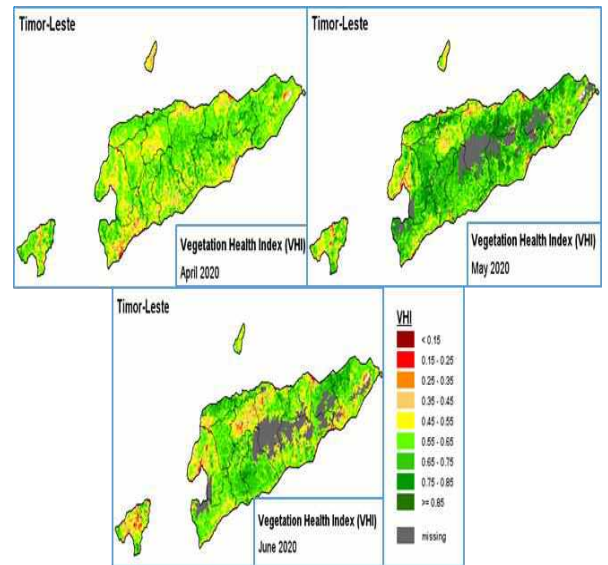 Timor-Leste
Vegetation Health Index (VHI)
April 2020
Timor-Leste
Vegetation Health Index (VHI)
May 2020
Timor-Leste
Vegetation Health Index (VHI)
June 2020
VHI
< 0.15
0.15 - 0.25
0.25 - 0.35
0.35 - 0.45
0.45 - 0.55
0.55 - 0.65
0.65 - 0.75
0.75 - 0.85
>= 0.85
missing